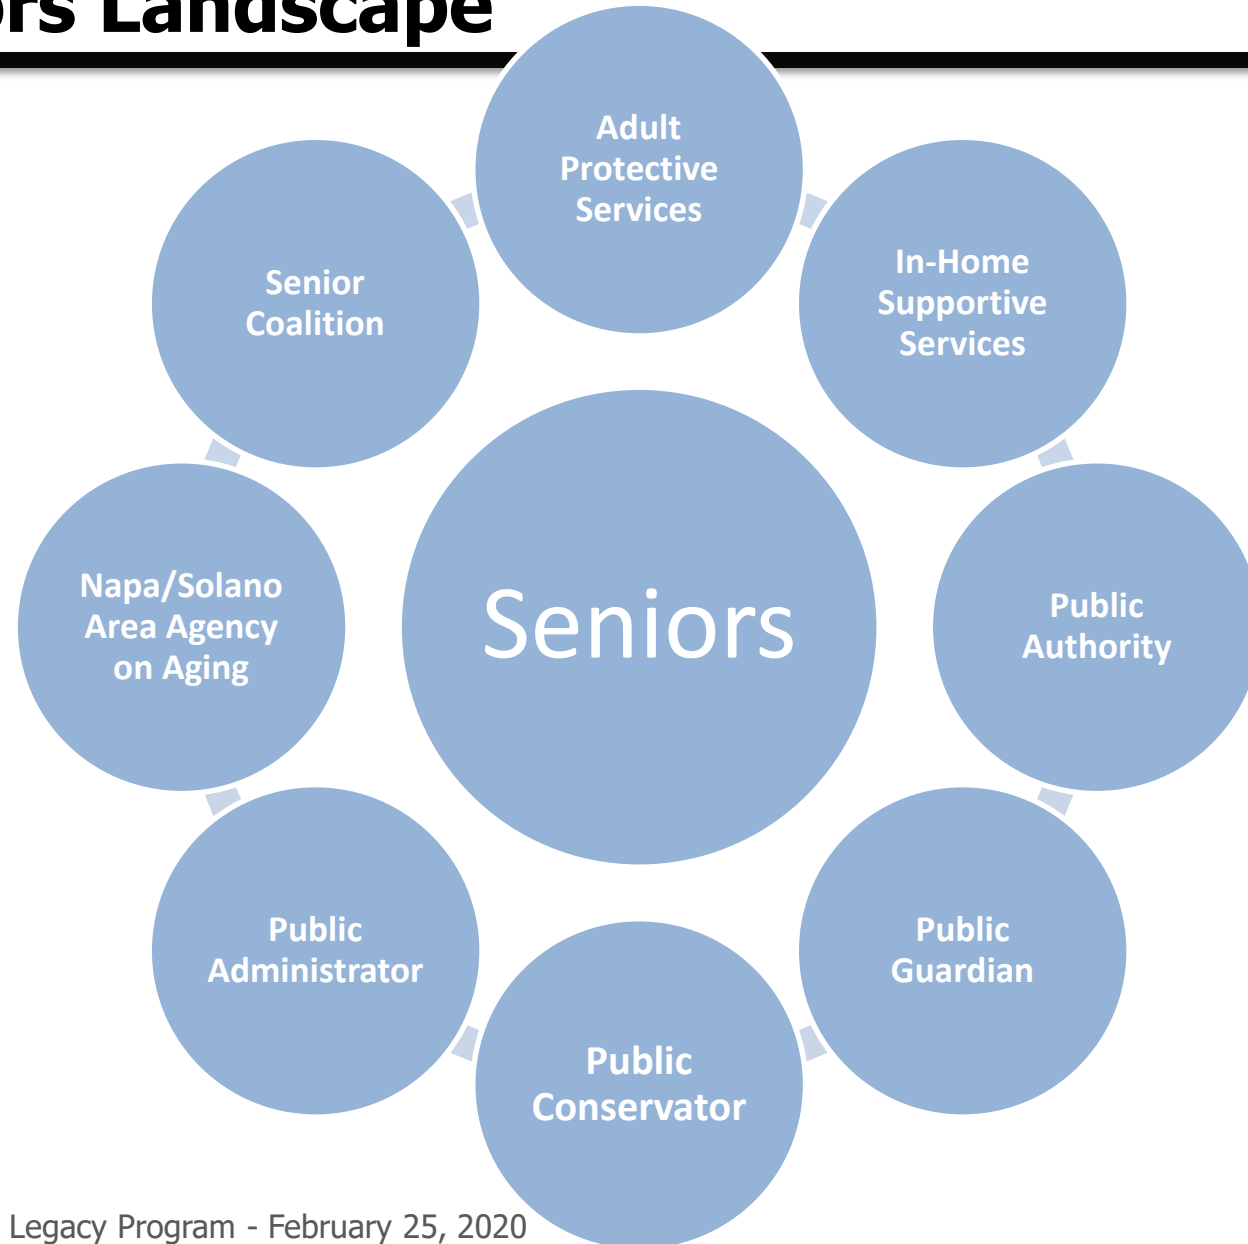 Landscape
Adult
Protective
Services
In-Home
Supportive
Services
Public
Authority
Public
Guardian
Public
Conservator
Public
Administrator
Napa/Solano
Area Agency
on Aging
Senior
Coalition
Seniors
Legacy Program - February 25, 2020